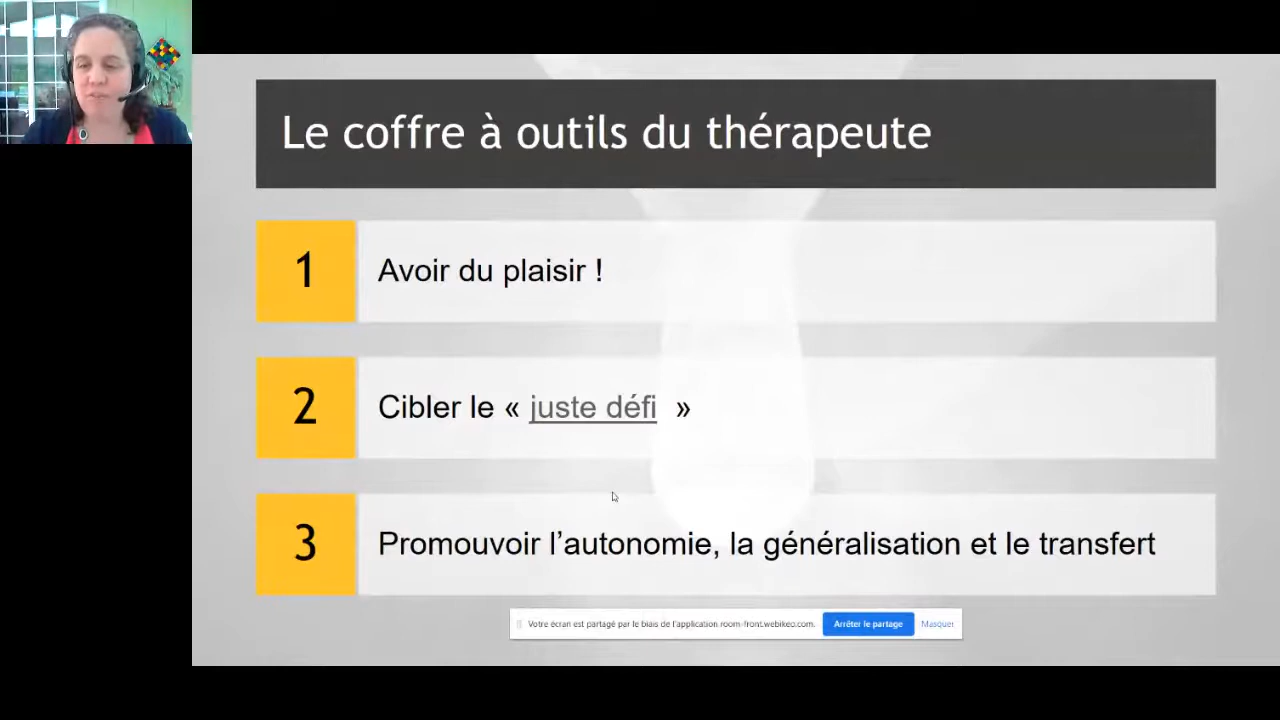 Le coffre à outils du thérapeute
1 Avoir du plaisir !
2 Cibler le « juste défi »
3 Promouvoir l’autonomie, la généralisation et le transfert
Votre écran est partagé par le biais de l'application room-front.webikeo.com. Arrêter le partage Masquer